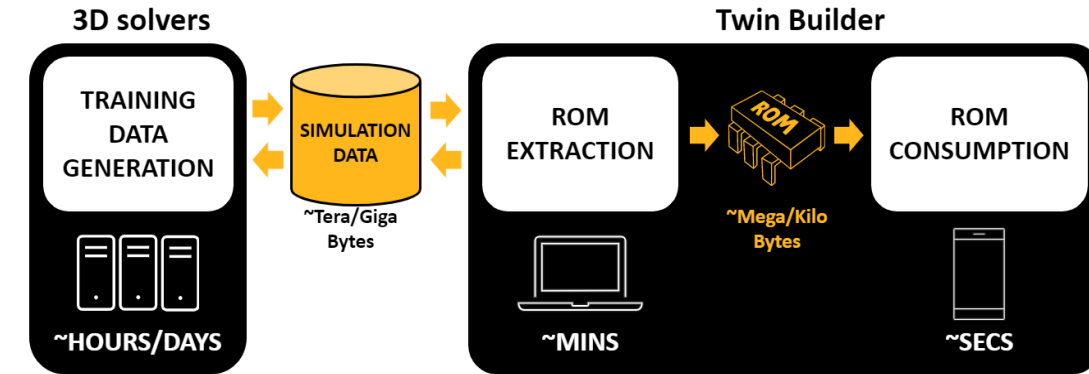 3D solvers
TRAINING
DATA
GENERATION
~HOURS/DAYS
SIMULATION
DATA
~Tera/Giga
Bytes
Twin Builder
ROM
EXTRACTION
~MINS
ROM
~Mega/Kilo
Bytes
ROM
CONSUMPTION
~SECS